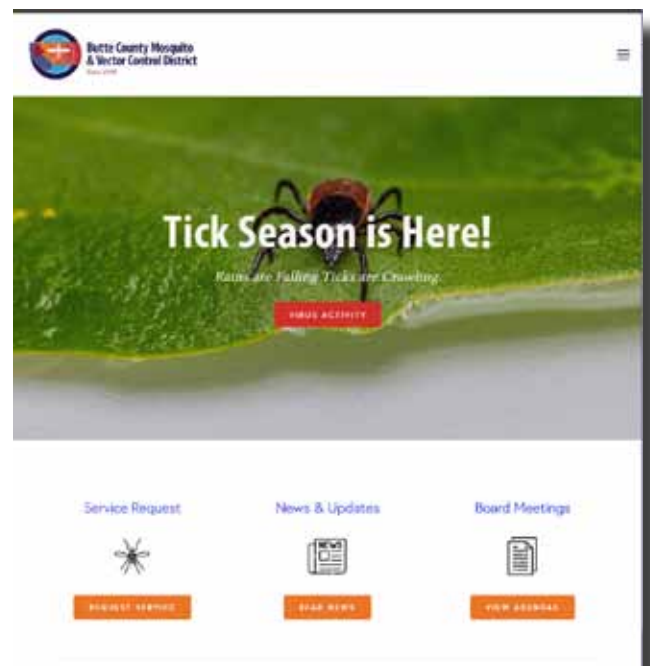 Butte County Mosquito
& Vector Control District
Tick Season is Here!
Rains are Falling Ticks are Crawling.
VIRUS ACTIVITY
Service Request
News & Updates
Board Meetings
NEWS
REQUEST SERVICE
READ NEWS
VIEW AGENDAS